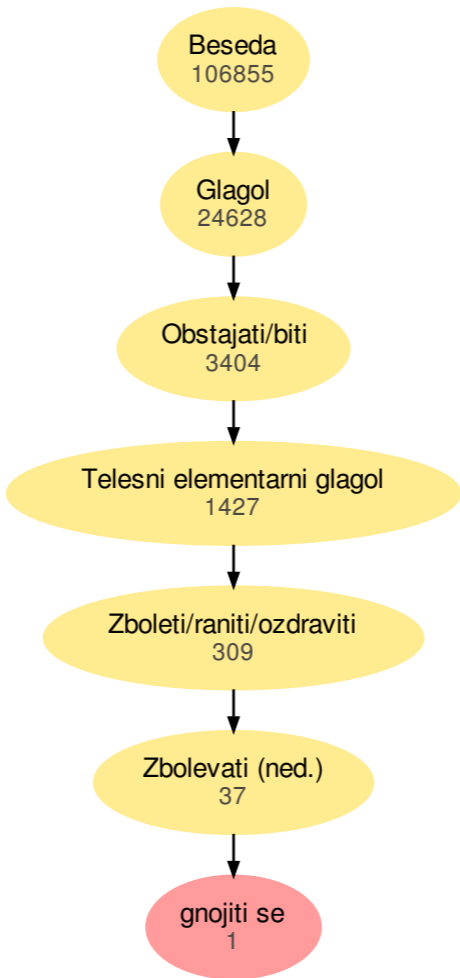 Beseda
106855
Glagol
24628
Obstajati/biti
3404
Telesni elementarni glagol
1427
Zboleti/raniti/ozdraviti
309
Zbolevati (ned.)
37
gnojiti se
1